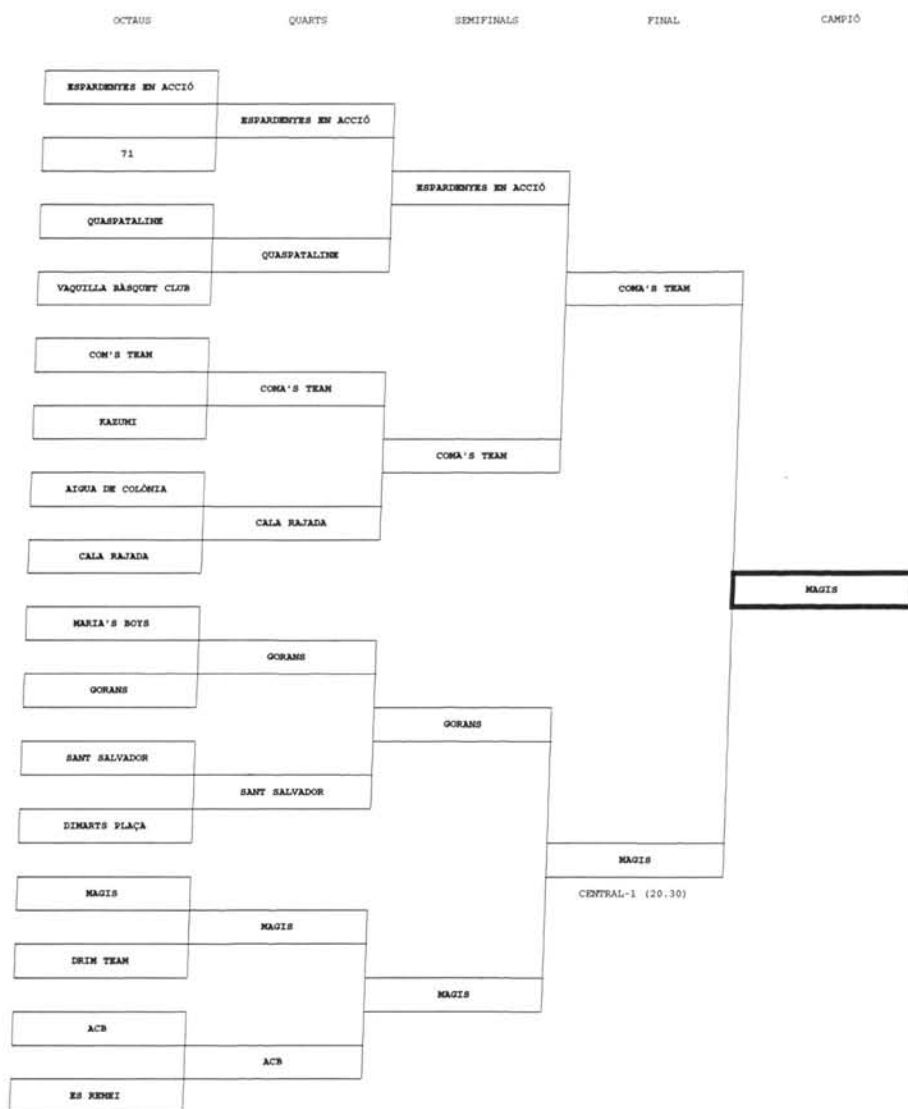 OCTAUS QUARTS SEMIFINALS FINAL CAMPIÓ
ESPARDENYES EN ACCIÓ
ESPARDENYES EN ACCIÓ
71
ESPARDENYES EN ACCIÓ
QUASPATALINE
QUASPATALINE
VAQUILLA BÀSQUET CLUB
COMA'S TEAM
COM'S TEAM
COMA'S TEAM
KAZUMI
COMA'S TEAM
AIGUA DE COLÒNIA
CALA RAJADA
CALA RAJADA
MAGIS
MARIA'S BOYS
GORANS
GORANS
GORANS
SANT SALVADOR
SANT SALVADOR
DIMARTS PLAÇA
MAGIS
CENTRAL-1 (20.30)
MAGIS
MAGIS
DRIM TEAM
MAGIS
ACB
ACB
ES REMEI